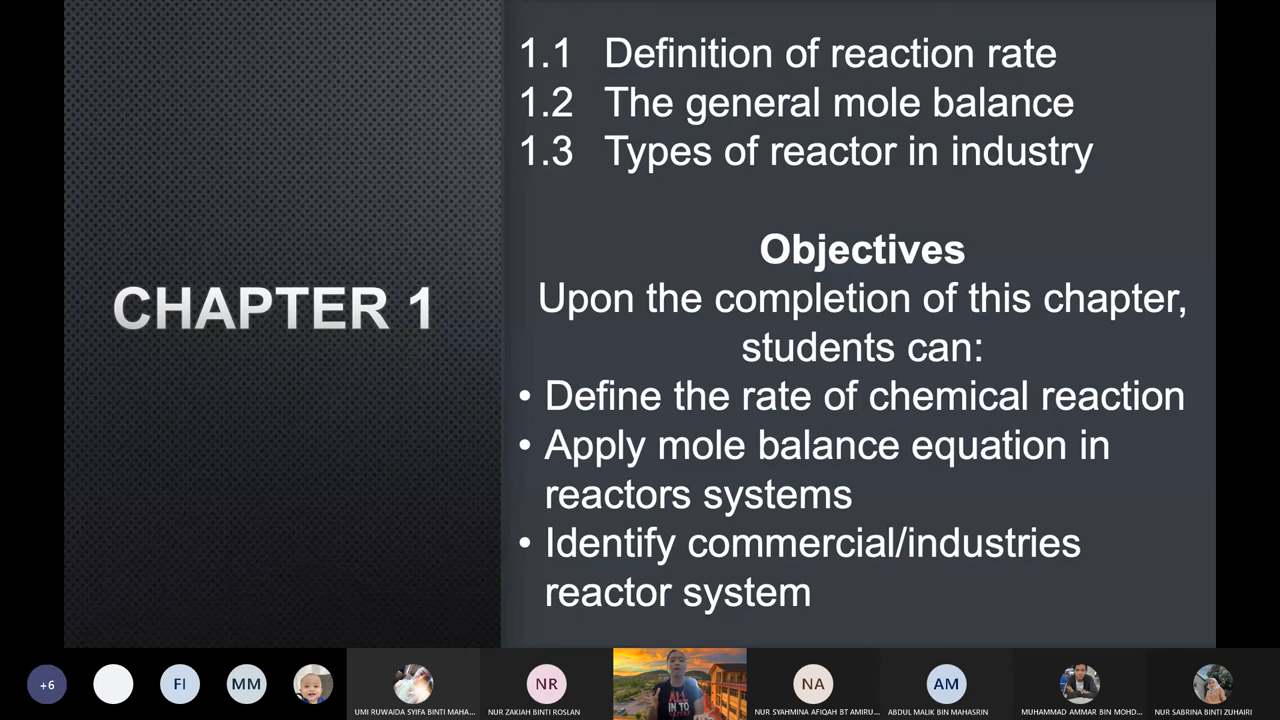 1.1 Definition of reaction rate
1.2 The general mole balance
1.3 Types of reactor in industry
CHAPTER 1
Objectives
Upon the completion of this chapter,
students can:
• Define the rate of chemical reaction
• Apply mole balance equation in
reactors systems
• Identify commercial/industries
reactor system
+6
FI
MM
UMI RUWAIDA SYIFA BINTI MAHA...
NR
NUR ZAKIAH BINTI ROSLAN
ALL
IN TO
NA
NUR SYAHMINA AFIQAH BT AMIRU...
AM
ABDUL MALIK BIN MAHASRIN
MUHAMMAD AMMAR BIN MOHD...
NUR SABRINA BINTI ZUHAIRI